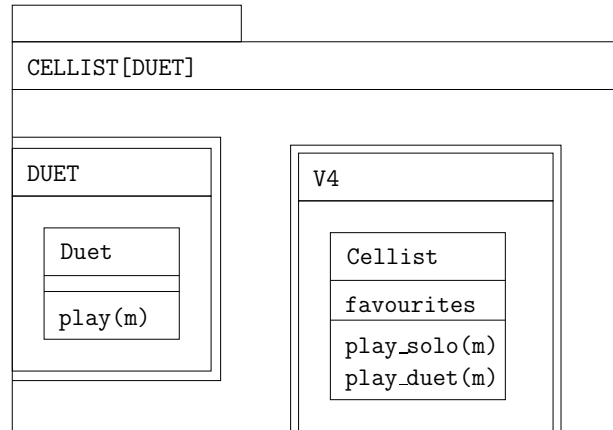 CELLIST[DUET]
DUET
Duet
play(m)
V4
Cellist
favourites
play_solo(m)
play_duet(m)